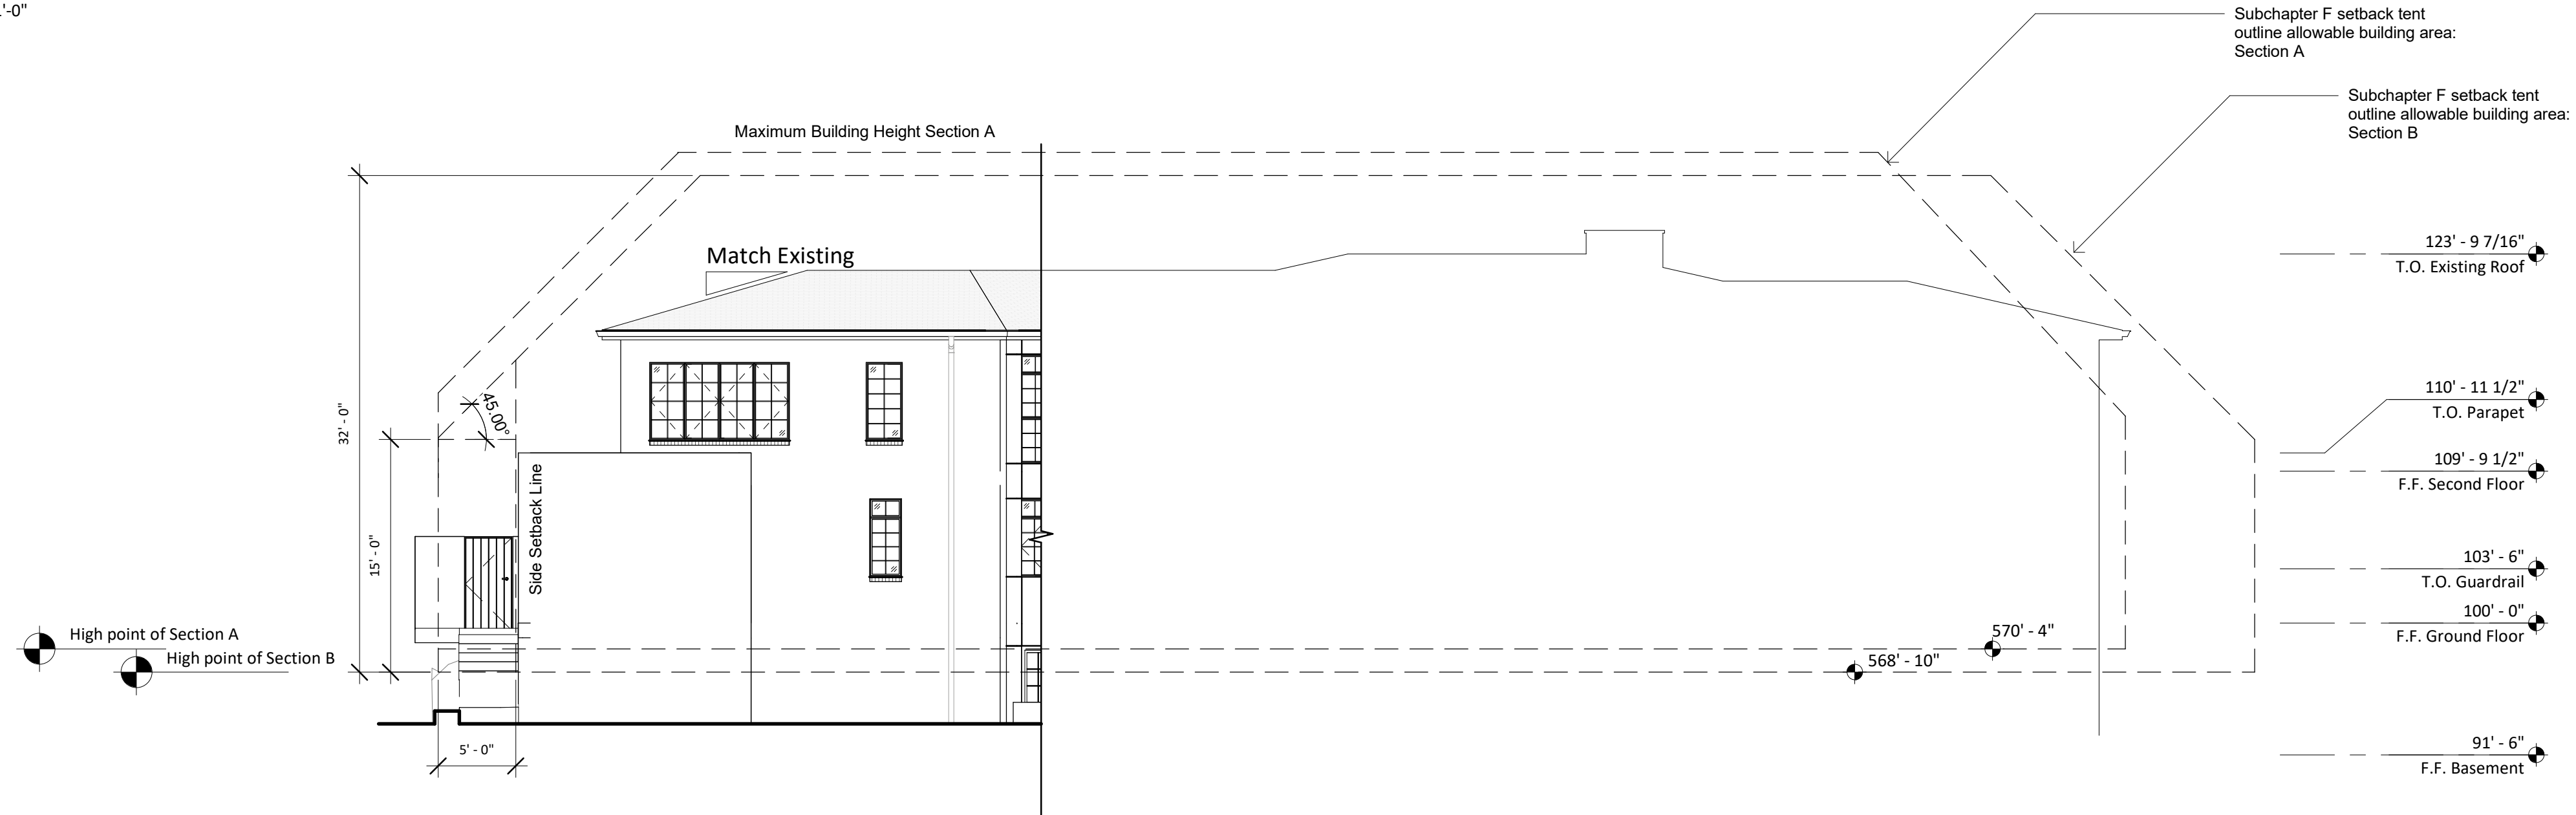 '-0"
Subchapter F setback tent
outline allowable building area:
Section A
Subchapter F setback tent
outline allowable building area:
Section B
Maximum Building Height Section A
Match Existing
123' - 9 7/16"
T.O. Existing Roof
45.00°
32' - 0"
110' - 11 1/2"
T.O. Parapet
109' - 9 1/2"
F.F. Second Floor
Side Setback Line
15' - 0"
103' - 6"
T.O. Guardrail
100' - 0"
F.F. Ground Floor
High point of Section A
570' - 4"
High point of Section B
568' - 10"
5' - 0"
91' - 6"
F.F. Basement